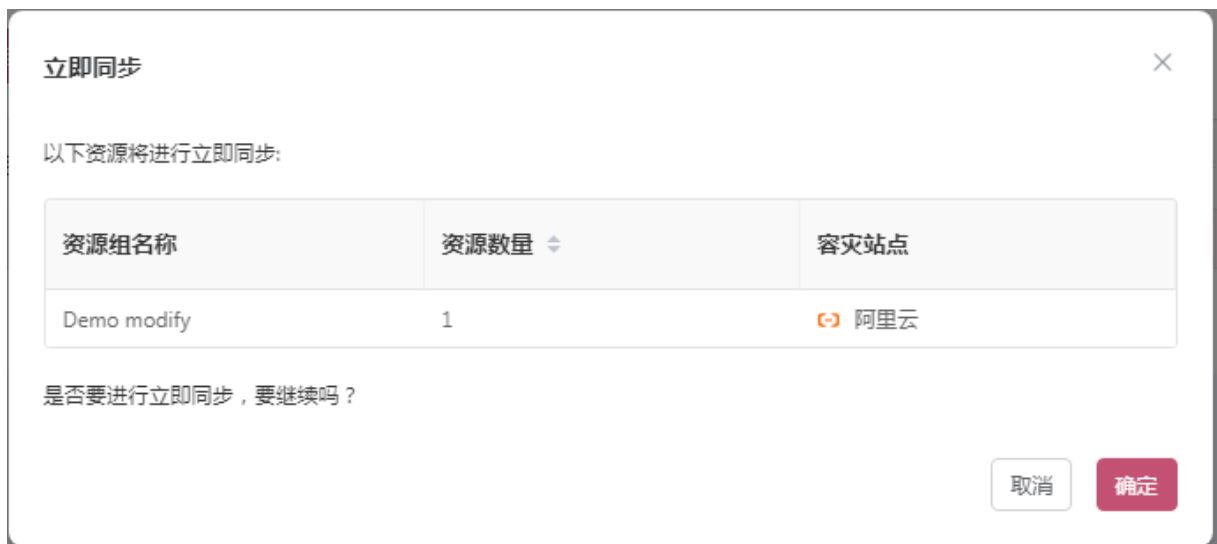 立即同步
以下资源将进行立即同步:
资源组名称 资源数量 容灾站点
Demo modify 1 阿里云
是否要进行立即同步，要继续吗？
取消 确定